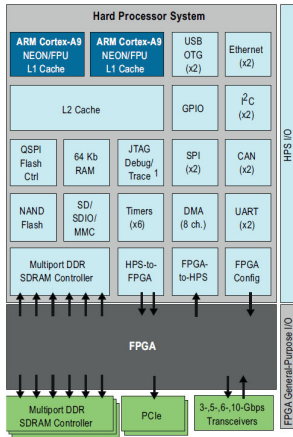 Hard Processor System
ARM Cortex-A9
NEON/FPU
L1 Cache
ARM Cortex-A9
NEON/FPU
L1 Cache
USB
OTG
(x2)
Ethernet
(x2)
L2 Cache
GPIO
I2C
(x2)
QSPI
Flash
Ctrl
64 Kb
RAM
JTAG
Debug/
Trace 1
SPI
(x2)
CAN
(x2)
NAND
Flash
SD/
SDIO/
MMC
Timers
(x6)
DMA
(8 ch.)
UART
(x2)
Multiport DDR
SDRAM Controller
HPS-to-
FPGA
FPGA-
to-HPS
FPGA
Config
HPS I/O
FPGA
FPGA General-Purpose I/O
Multiport DDR
SDRAM Controller
PCIe
3-,5-,6-,10-Gbps
Transceivers